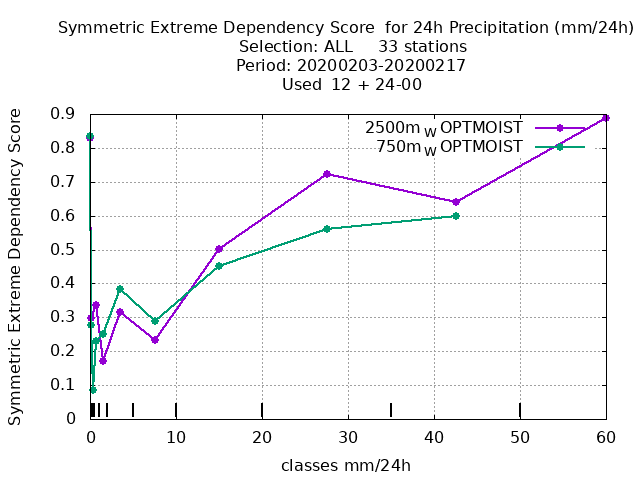 Symmetric Extreme Dependency Score for 24h Precipitation (mm/24h)
Selection: ALL 33 stations
Period: 20200203-20200217
Used 12 + 24-00
Symmetric Extreme Dependency Score
0.9
0.8
0.7
0.6
0.5
0.4
0.3
0.2
0.1
0
2500m W OPTMOIST
750m W OPTMOIST
0 10 20 30 40 50 60
classes mm/24h